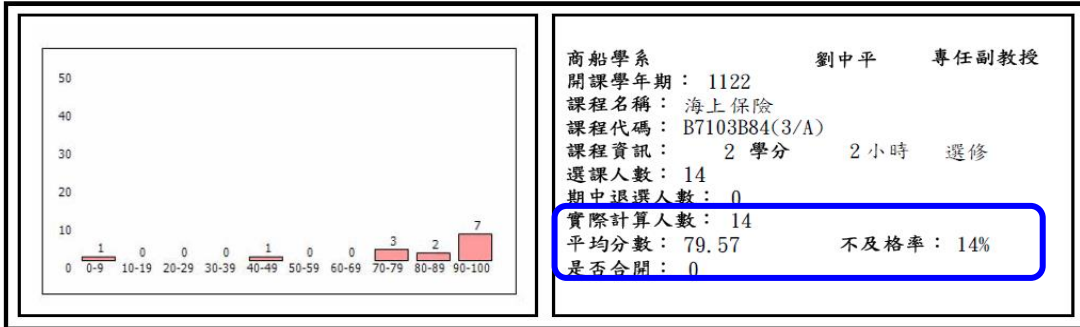 50
40
30
20
10
0
1 0 0 0 1 0 0 3 2 7
0-9 10-19 20-29 30-39 40-49 50-59 60-69 70-79 80-89 90-100
商船學系 劉中平 專任副教授
開課學年期： 1122
課程名稱： 海上保險
課程代碼： B7103B84(3/A)
課程資訊： 2 學分 2小時 選修
選課人數： 14
期中退選人數： 0
實際計算人數： 14
平均分數： 79.57 不及格率： 14%
是否合開： 0